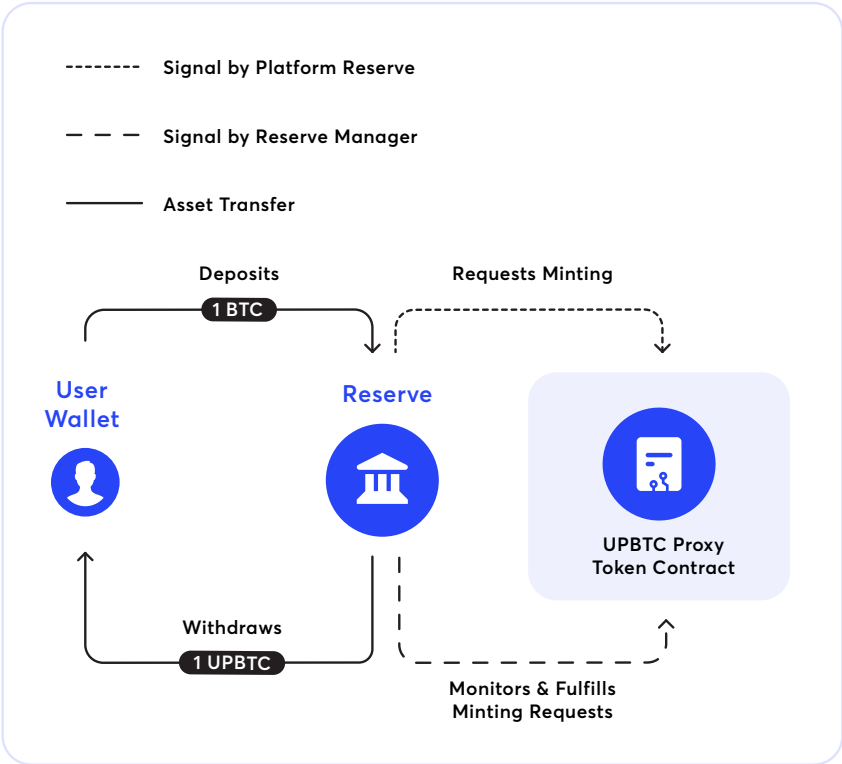 Signal by Platform Reserve
Signal by Reserve Manager
Asset Transfer
Deposits
1 BTC
Requests Minting
User
Wallet
Reserve
UPBTC Proxy
Token Contract
Withdraws
1 UPBTC
Monitors & Fulfills
Minting Requests